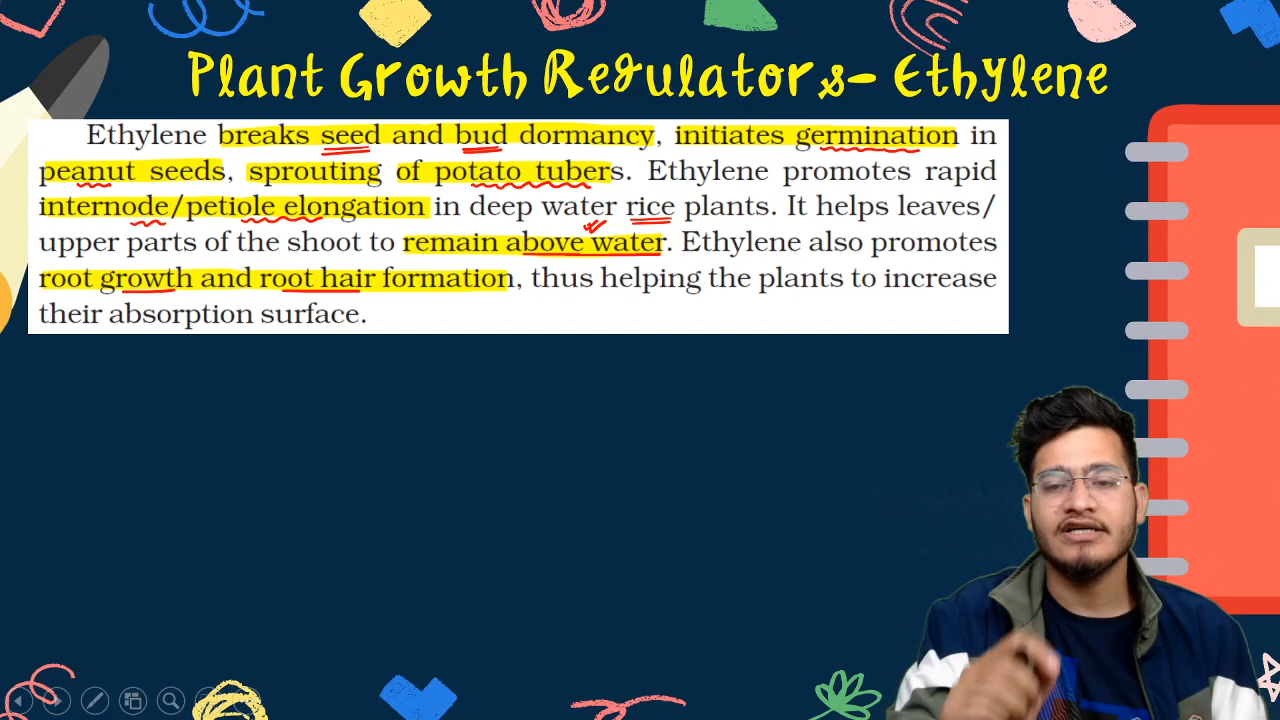 Plant Growth Regulators- Ethylene
Ethylene breaks seed and bud dormancy, initiates germination in
peanut seeds, sprouting of potato tubers. Ethylene promotes rapid
internode/petiole elongation in deep water rice plants. It helps leaves/
upper parts of the shoot to remain above water. Ethylene also promotes
root growth and root hair formation, thus helping the plants to increase
their absorption surface.